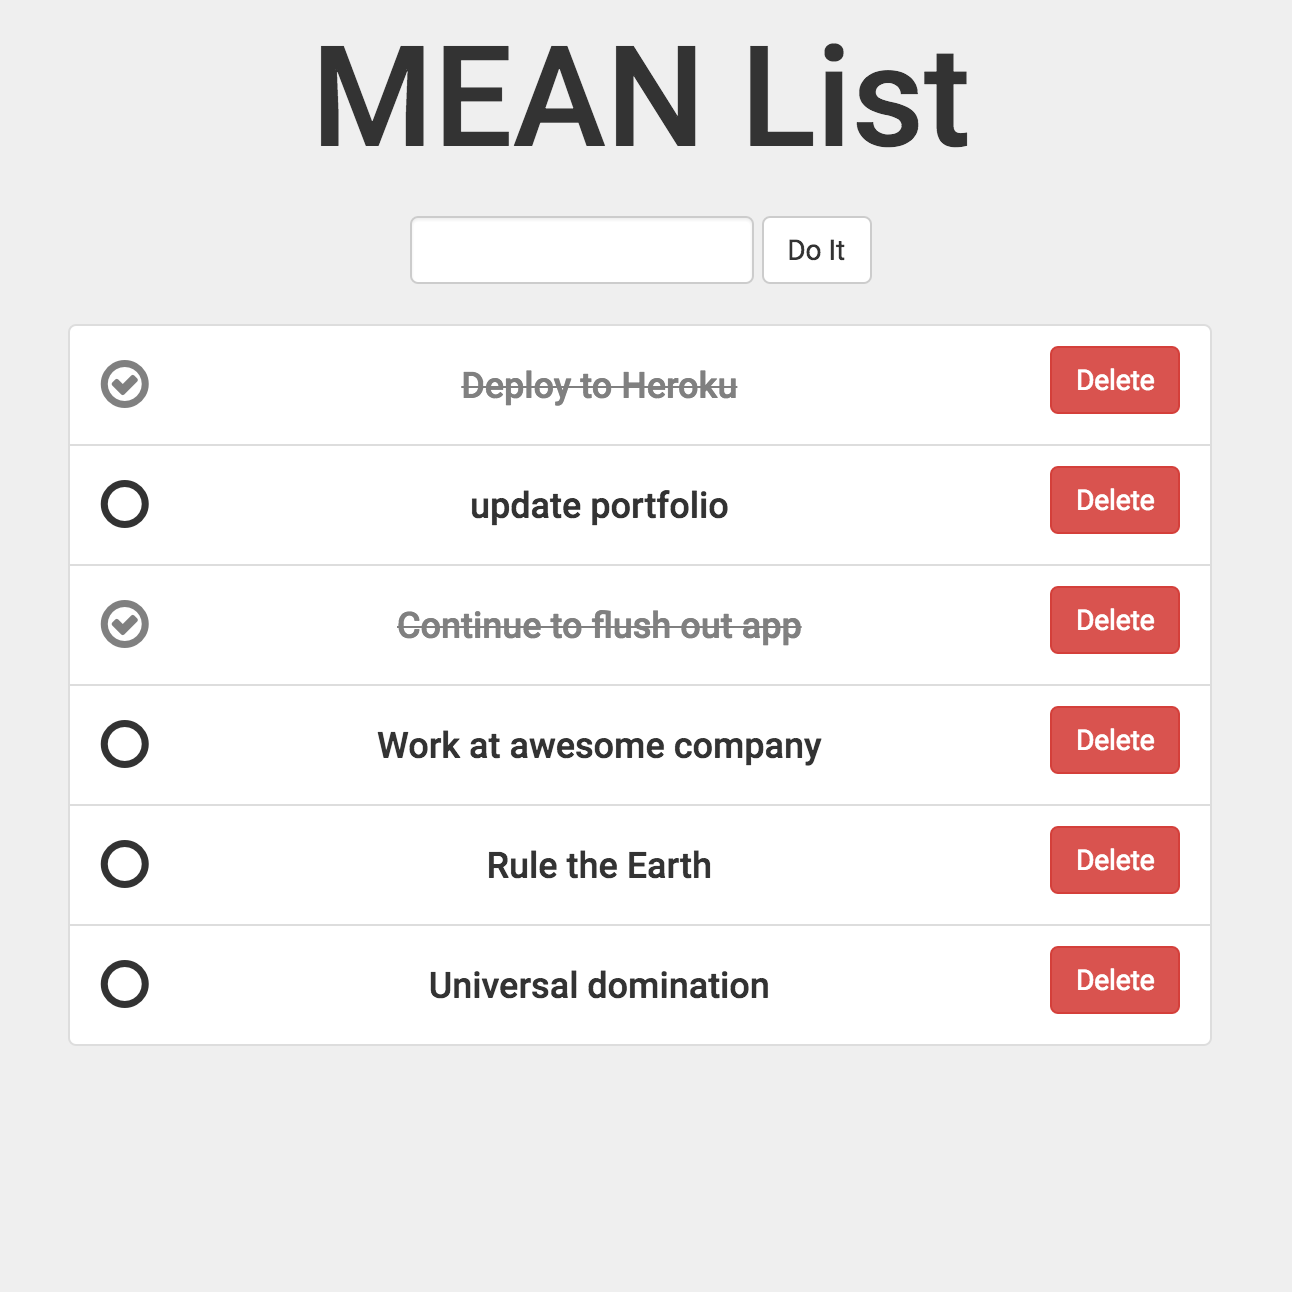 MEAN List
Do It
Deploy to Heroku
Delete
update portfolio
Delete
Continue to flush out app
Delete
Work at awesome company
Delete
Rule the Earth
Delete
Universal domination
Delete